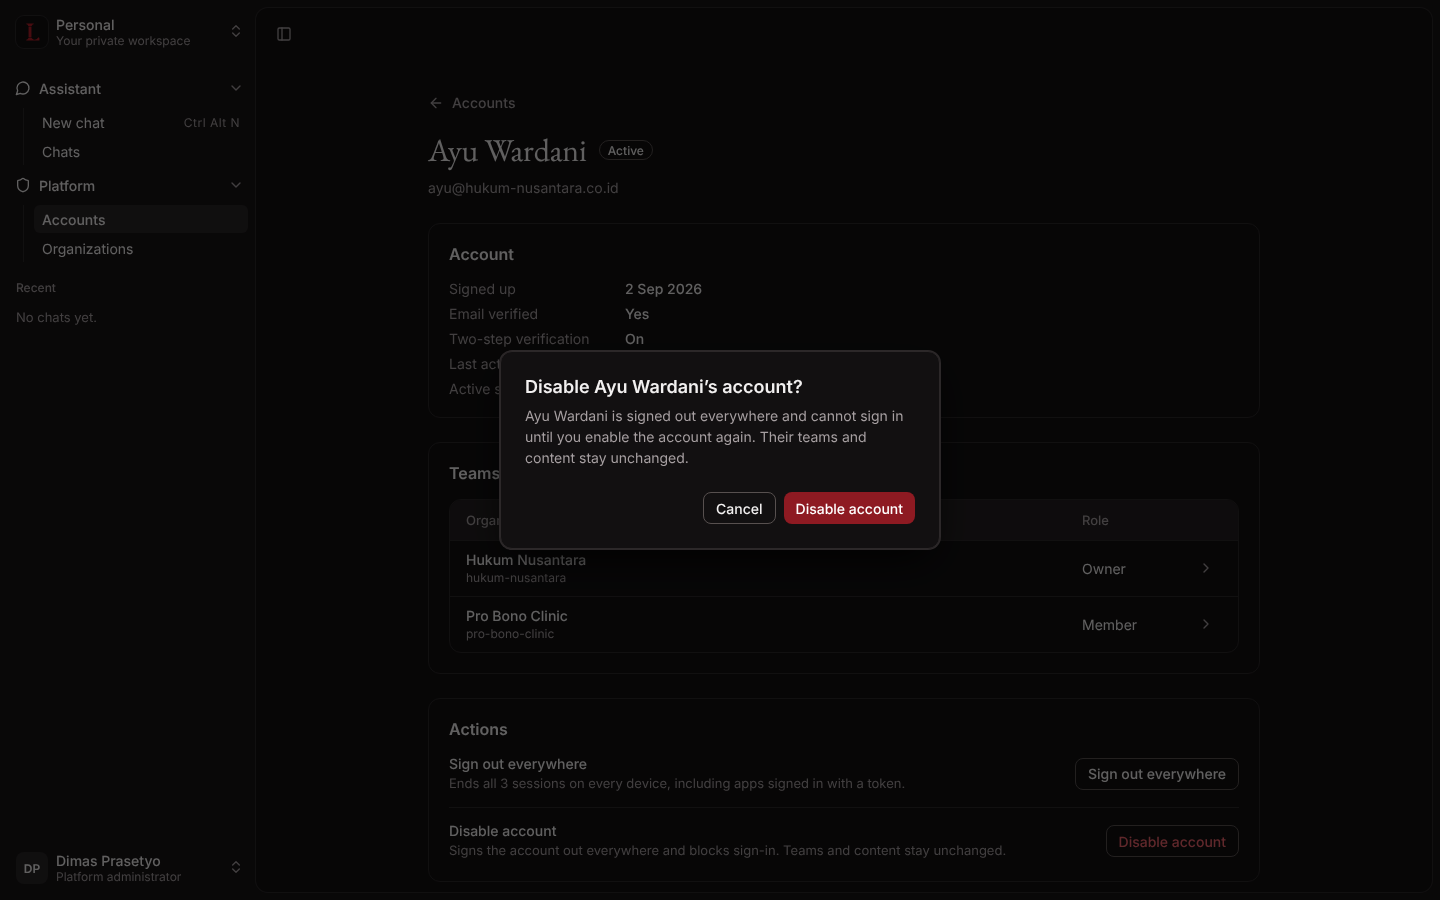 L
Personal
Your private workspace
Assistant
New chat
Ctrl Alt N
Chats
Platform
Accounts
Organizations
Recent
No chats yet.
DP
Dimas Prasetyo
Platform administrator
Accounts
Ayu Wardani
Active
ayu@hukum-nusantara.co.id
Account
Signed up
2 Sep 2026
Email verified
Yes
Two-step verification
On
Last
Active
Disable Ayu Wardani’s account?
Ayu Wardani is signed out everywhere and cannot sign in
until you enable the account again. Their teams and
content stay unchanged.
Cancel
Disable account
Teams
Role
Hukum Nusantara
hukum-nusantara
Owner
Pro Bono Clinic
pro-bono-clinic
Member
Actions
Sign out everywhere
Ends all 3 sessions on every device, including apps signed in with a token.
Sign out everywhere
Disable account
Signs the account out everywhere and blocks sign-in. Teams and content stay unchanged.
Disable account